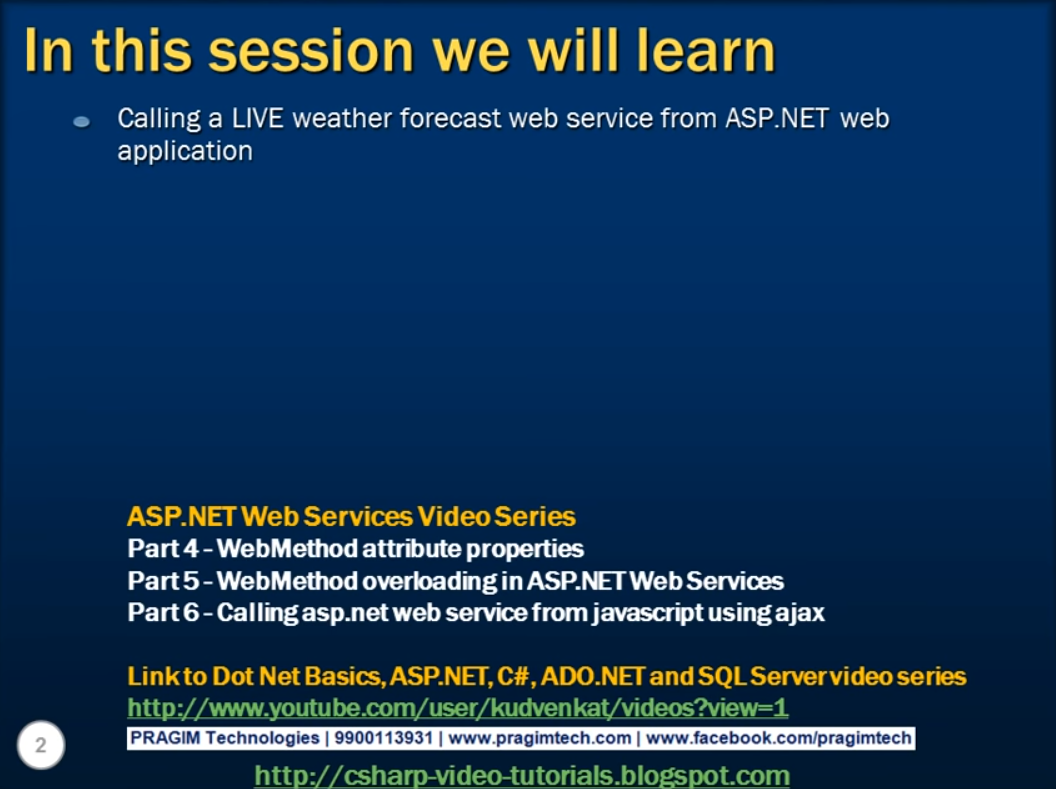 In this session we will learn
Calling a LIVE weather forecast web service from ASP.NET web
application
ASP.NET Web Services Video Series
Part 4 - WebMethod attribute properties
Part 5 - WebMethod overloading in ASP.NET Web Services
Part 6 - Calling asp.net web service from javascript using ajax
Link to Dot Net Basics, ASP.NET, C#, ADO.NET and SQL Server video series
http://www.youtube.com/user/kudvenkat/videos?view=1
PRAGIM Technologies | 9900113931 | www.pragimtech.com | www.facebook.com/pragimtech
2
http://csharp-video-tutorials.blogspot.com